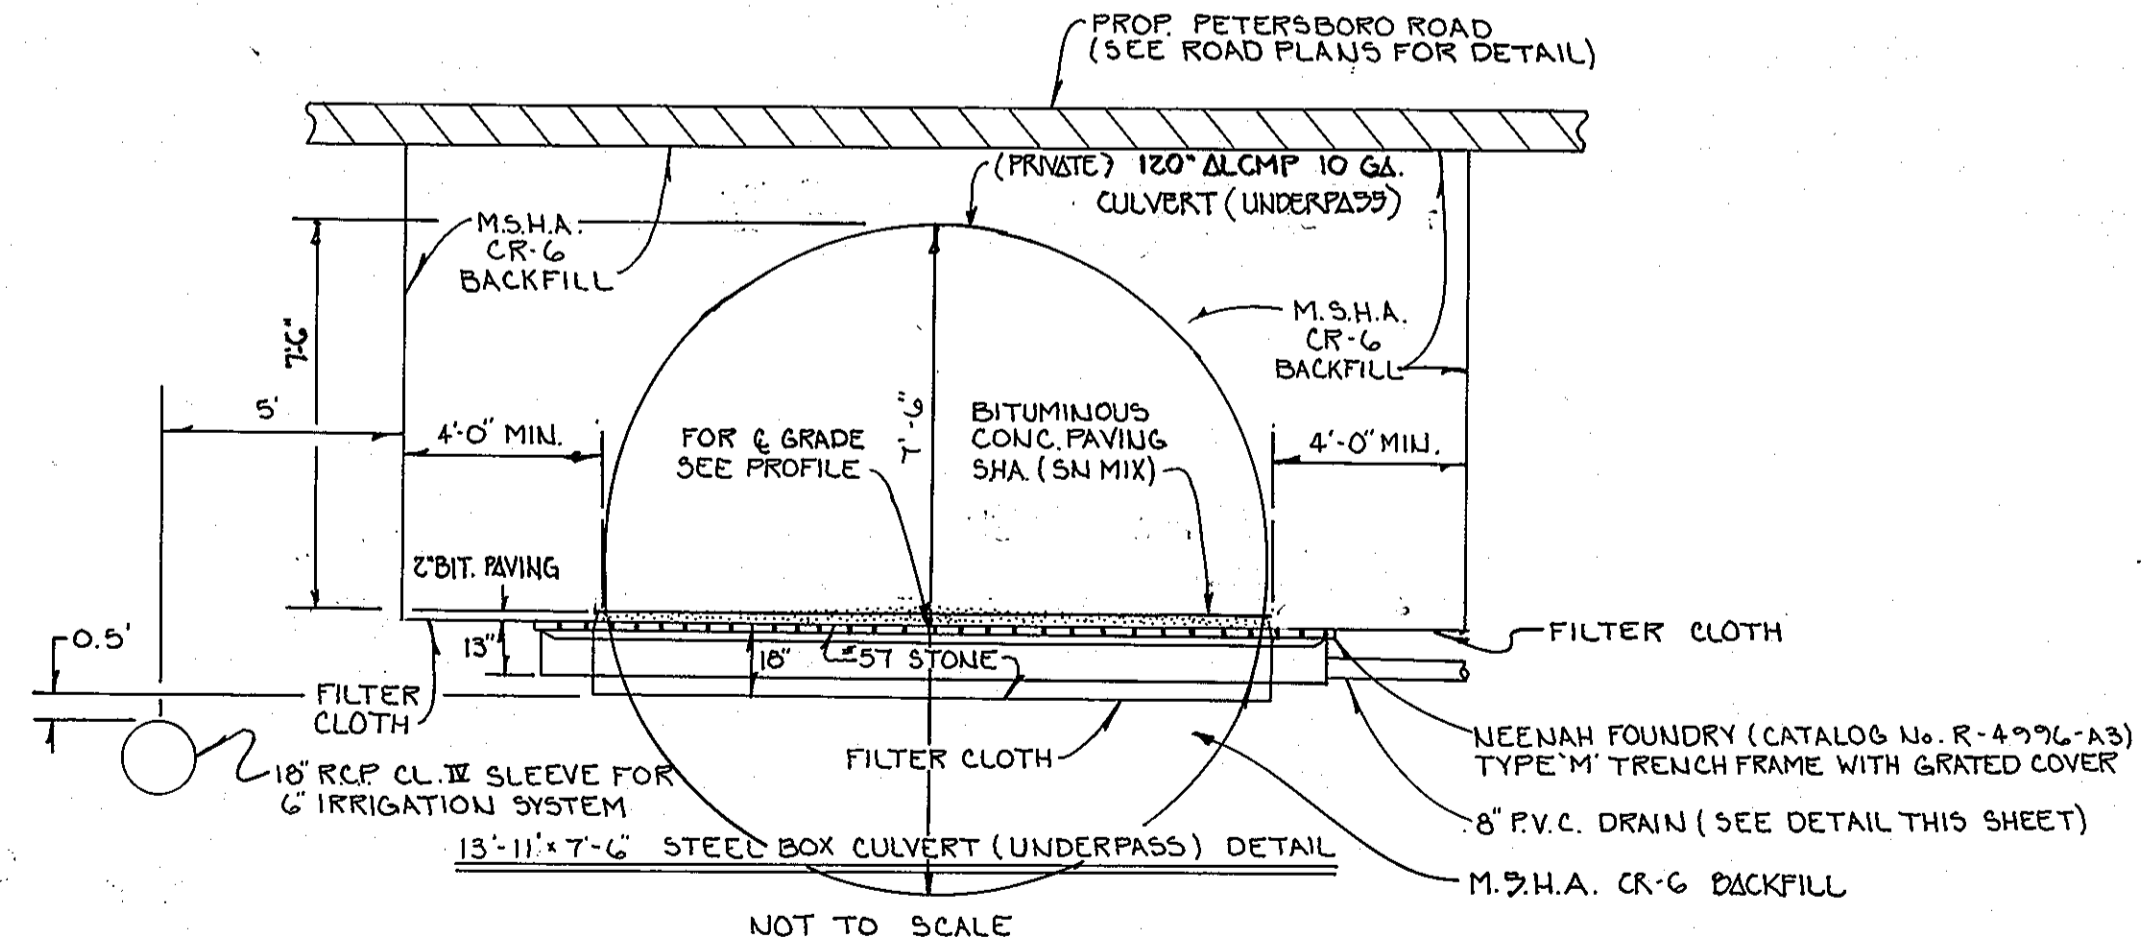 PROP. PETERSBORO ROAD
(SEE ROAD PLANS FOR DETAIL)
(PRIVATE) 120" ALCMP 10 GA.
CULVERT (UNDERPASS)
M.S.H.A.
CR-6
BACKFILL
7'-6"
M.S.H.A.
CR-6
BACKFILL
5'
4'-0" MIN.
FOR ℄ GRADE
SEE PROFILE
7'-6"
BITUMINOUS
CONC. PAVING
SHA. (SN MIX)
4'-0" MIN.
2" BIT. PAVING
0.5'
13"
18"
#57 STONE
FILTER CLOTH
FILTER
CLOTH
FILTER CLOTH
18" RCP CL. IV SLEEVE FOR
6" IRRIGATION SYSTEM
NEENAH FOUNDRY (CATALOG No. R-4996-A3)
TYPE 'M' TRENCH FRAME WITH GRATED COVER
8" P.V.C. DRAIN (SEE DETAIL THIS SHEET)
13'-11" x 7'-6" STEEL BOX CULVERT (UNDERPASS) DETAIL
M.S.H.A. CR-6 BACKFILL
NOT TO SCALE